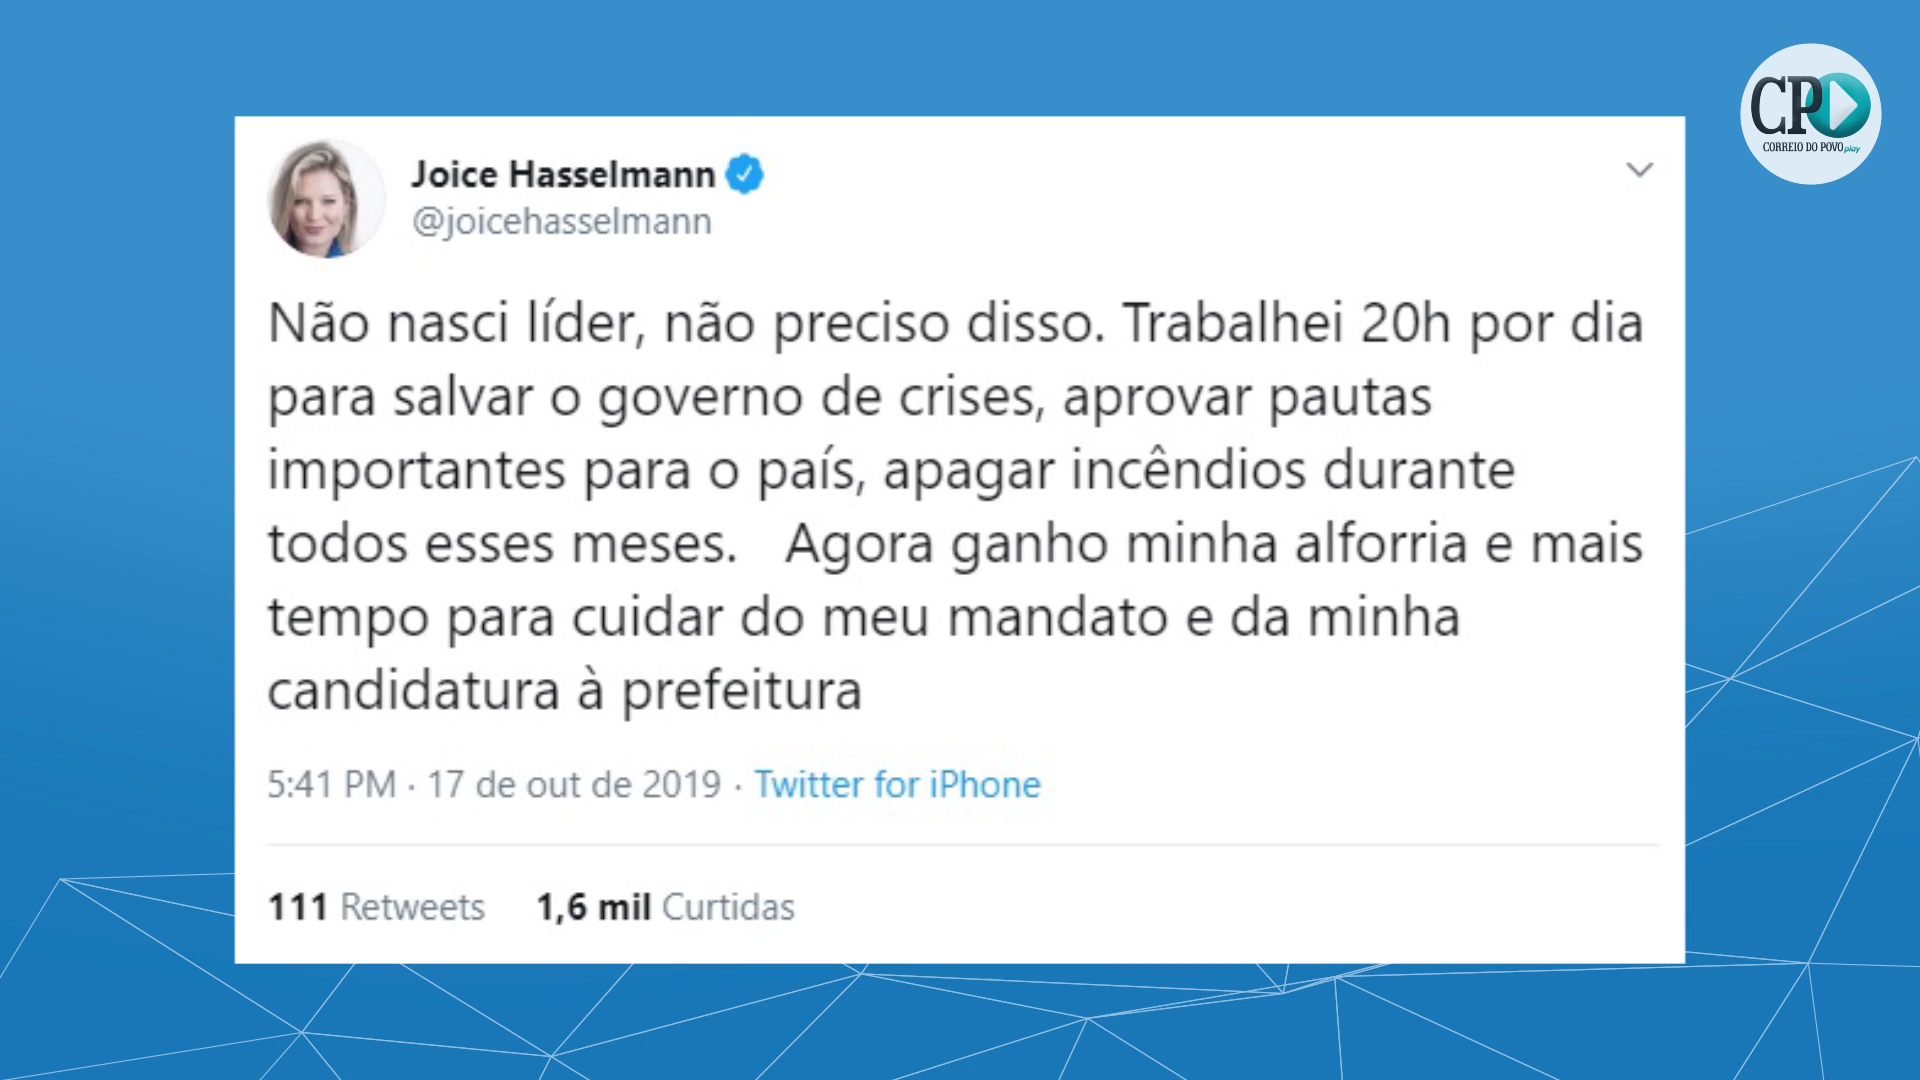 Joice Hasselmann
@joicehasselmann
Não nasci líder, não preciso disso. Trabalhei 20h por dia
para salvar o governo de crises, aprovar pautas
importantes para o país, apagar incêndios durante
todos esses meses.   Agora ganho minha alforria e mais
tempo para cuidar do meu mandato e da minha
candidatura à prefeitura
5:41 PM · 17 de out de 2019 · Twitter for iPhone
111 Retweets 1,6 mil Curtidas
CP
CORREIO DO POVO play